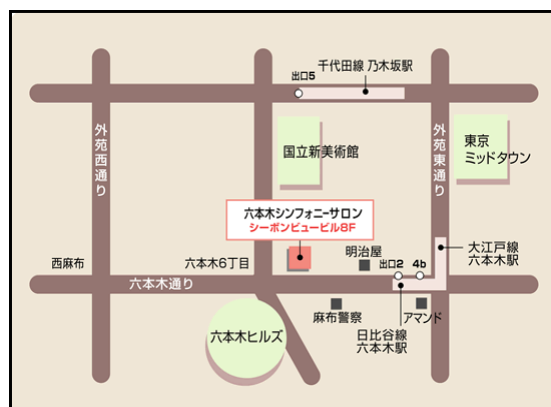 千代田線 乃木坂駅
出口5
外苑西通り
国立新美術館
外苑東通り
東京
ミッドタウン
六本木シンフォニーサロン
シーボンビュービル8F
大江戸線
六本木駅
西麻布
六本木6丁目
明治屋
出口2
4b
六本木通り
麻布警察
アマンド
日比谷線
六本木駅
六本木ヒルズ